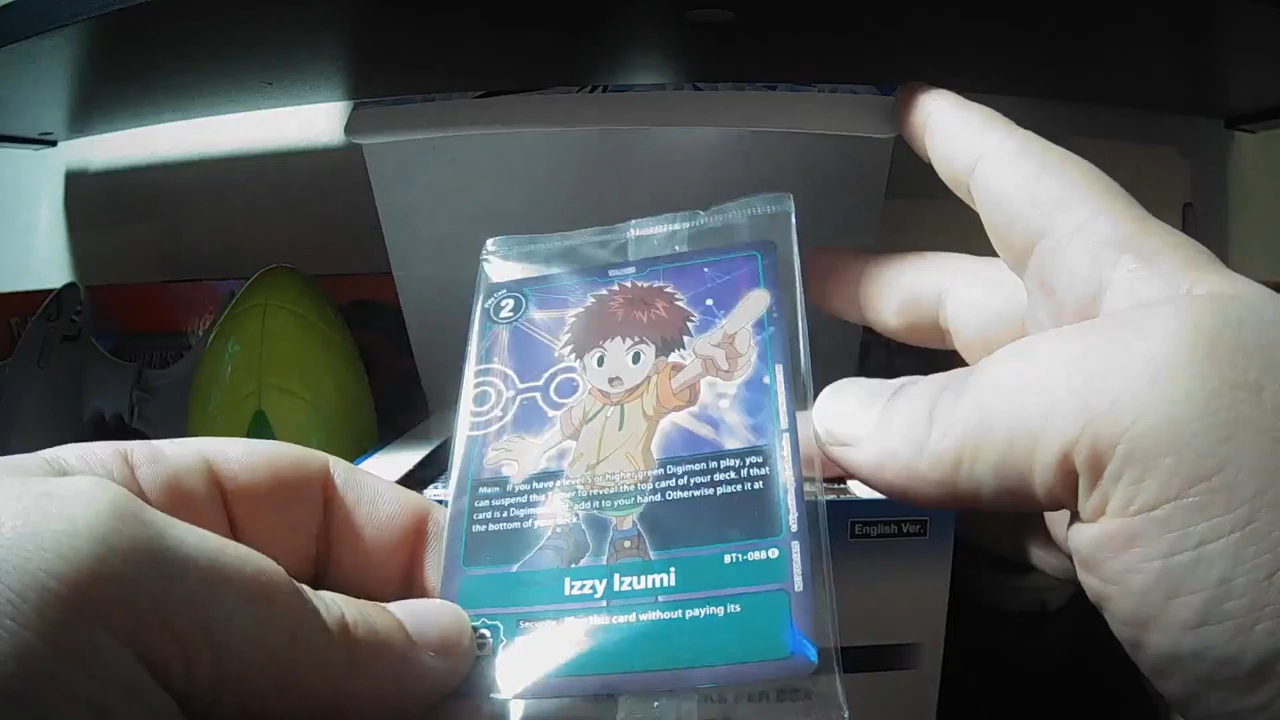 Play Cost
2
Main If you have a level 5 or higher green Digimon in play, you
can suspend this Tamer to reveal the top card of your deck. If that
card is a Digimon add it to your hand. Otherwise place it at
the bottom of your deck.
BT1-088
Izzy Izumi
Security this card without paying its
English Ver.
PER BOX